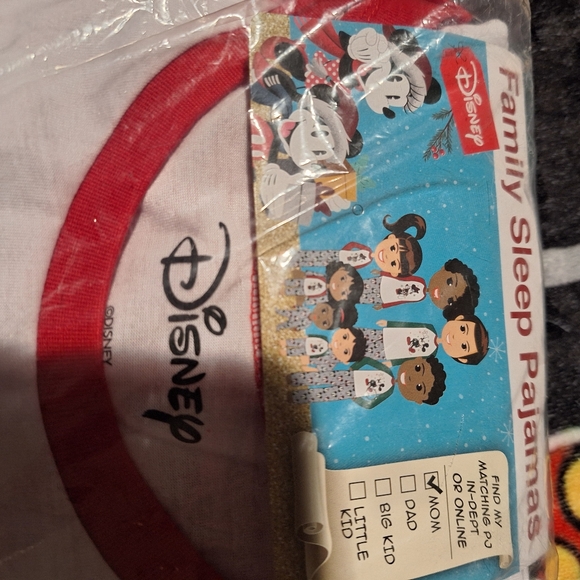 Disney
Family Sleep Pajamas
FIND MY
MATCHING PJ
IN-DEPT
OR ONLINE
MOM
DAD
BIG KID
LITTLE
KID
Disney
©DISNEY